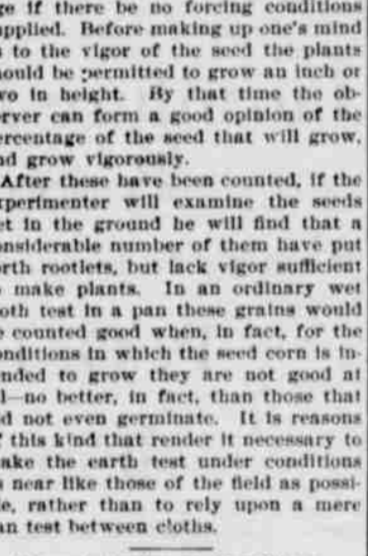 ge if there be no forcing conditions
applied. Before making up one's mind
s to the vigor of the seed the plants
hould be permitted to grow an inch or
wo in height. By that time the ob-
erver can form a good opinion of the
ercentage of the seed that will grow,
nd grow vigorously.
After these have been counted, if the
xperimenter will examine the seeds
et in the ground he will find that a
onsiderable number of them have put
orth rootlets, but lack vigor sufficient
o make plants. In an ordinary wet
loth test in a pan these grains would
e counted good when, in fact, for the
onditions in which the seed corn is in-
ended to grow they are not good at
ll—no better, in fact, than those that
id not even germinate. It is reasons
f this kind that render it necessary to
ake the earth test under conditions
s near like those of the field as possi-
le, rather than to rely upon a mere
an test between cloths.